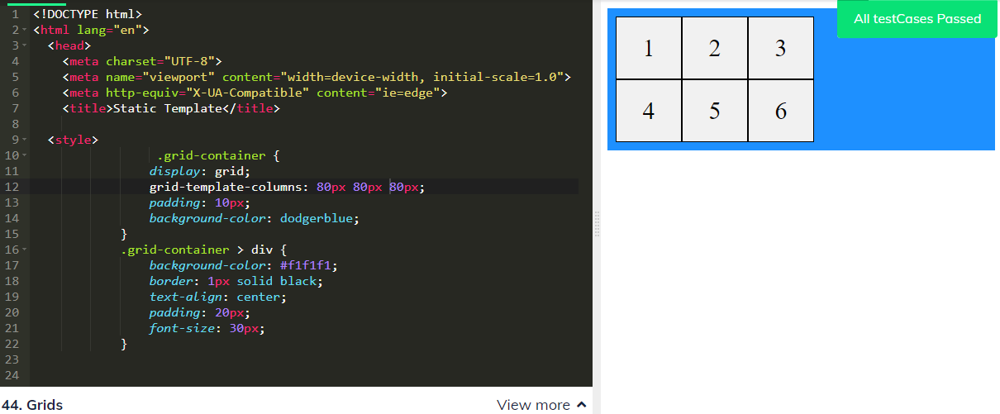 1 <!DOCTYPE html>
2 <html lang="en">
3 <head>
4 <meta charset="UTF-8">
5 <meta name="viewport" content="width=device-width, initial-scale=1.0">
6 <meta http-equiv="X-UA-Compatible" content="ie=edge">
7 <title>Static Template</title>
8
9 <style>
10 .grid-container {
11 display: grid;
12 grid-template-columns: 80px 80px 80px;
13 padding: 10px;
14 background-color: dodgerblue;
15 }
16 .grid-container > div {
17 background-color: #f1f1f1;
18 border: 1px solid black;
19 text-align: center;
20 padding: 20px;
21 font-size: 30px;
22 }
23
24
44. Grids
View more
All testCases Passed
1 2 3
4 5 6